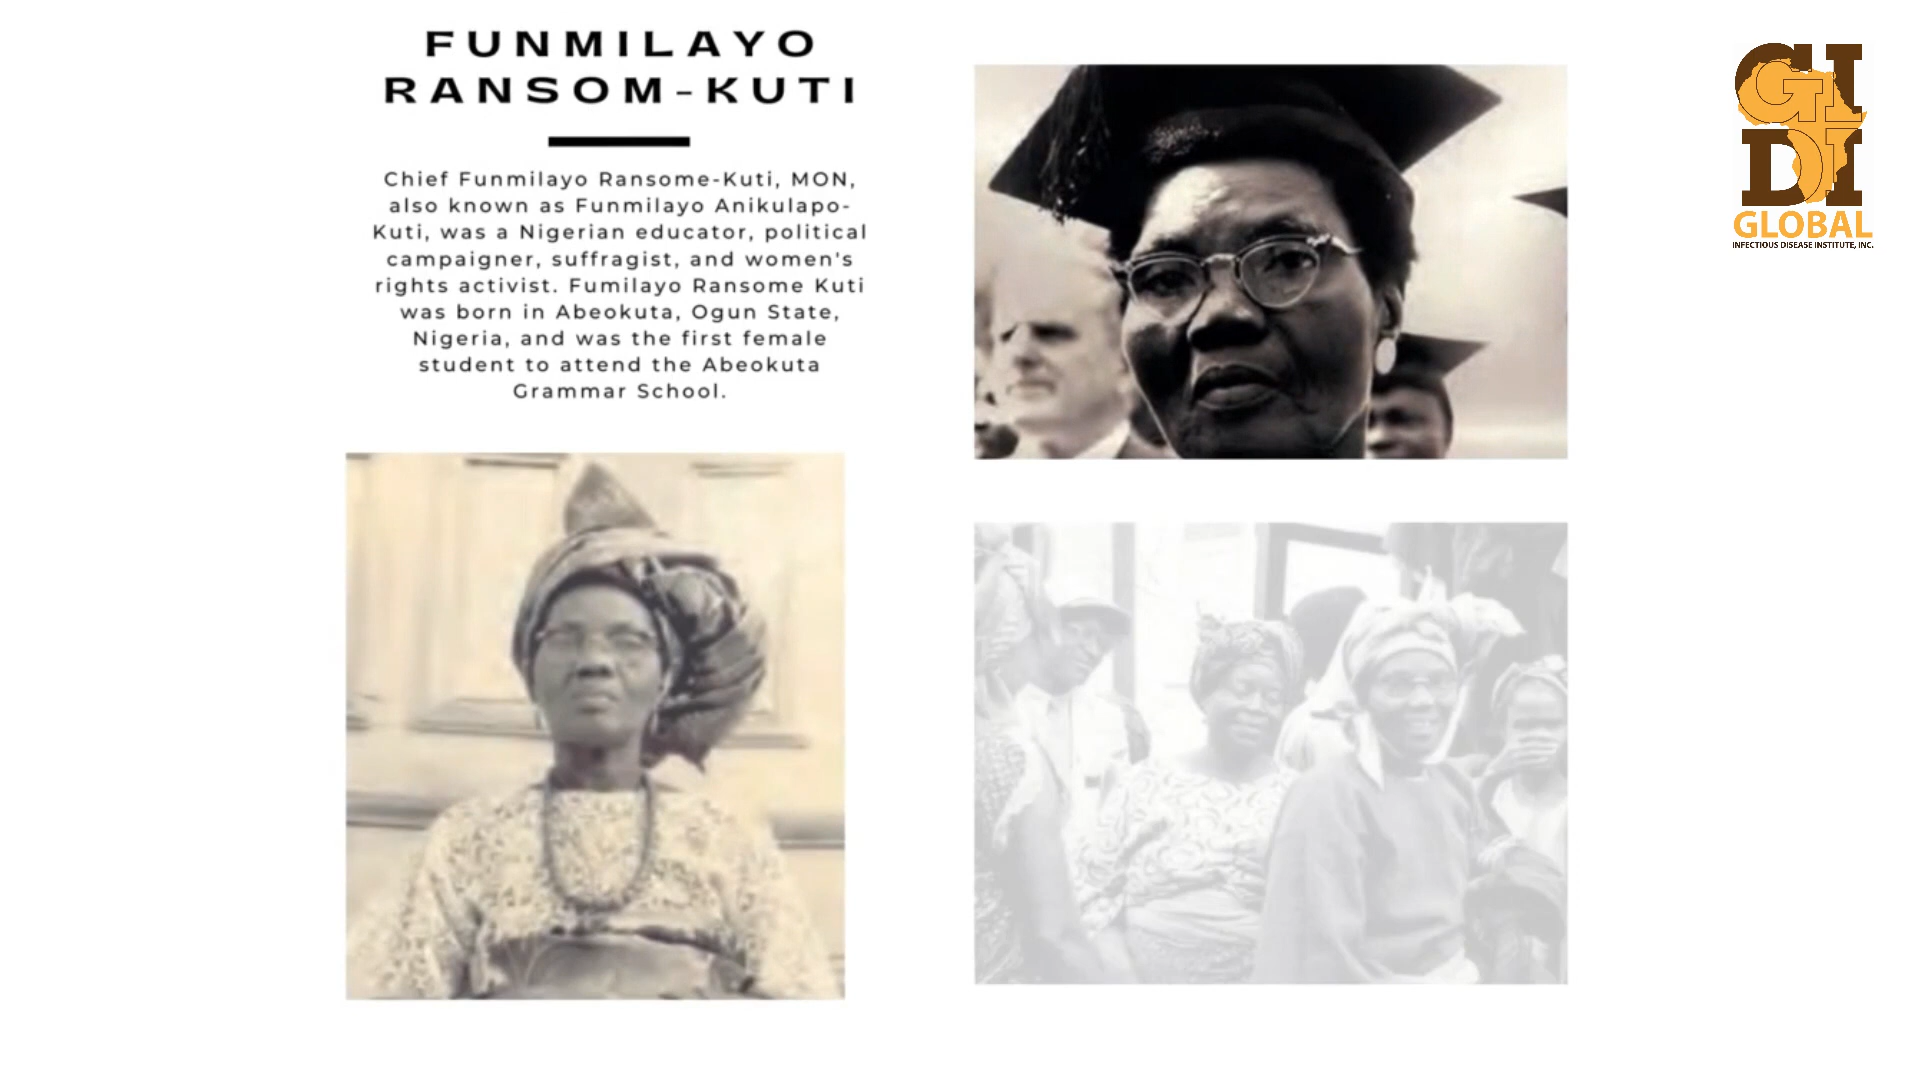 FUNMILAYO
RANSOM-KUTI
Chief Funmilayo Ransome-Kuti, MON,
also known as Funmilayo Anikulapo-
Kuti, was a Nigerian educator, political
campaigner, suffragist, and women's
rights activist. Fumilayo Ransome Kuti
was born in Abeokuta, Ogun State,
Nigeria, and was the first female
student to attend the Abeokuta
Grammar School.
GI
GI
DI
GLOBAL
INFECTIOUS DISEASE INSTITUTE, INC.